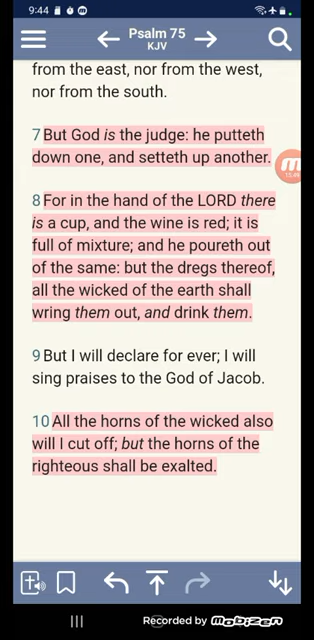 9:44
Psalm 75
KJV
from the east, nor from the west,
nor from the south.
7 But God is the judge: he putteth
down one, and setteth up another.
8 For in the hand of the LORD there
is a cup, and the wine is red; it is
full of mixture; and he poureth out
of the same: but the dregs thereof,
all the wicked of the earth shall
wring them out, and drink them.
9 But I will declare for ever; I will
sing praises to the God of Jacob.
10 All the horns of the wicked also
will I cut off; but the horns of the
righteous shall be exalted.
Recorded by mobizen